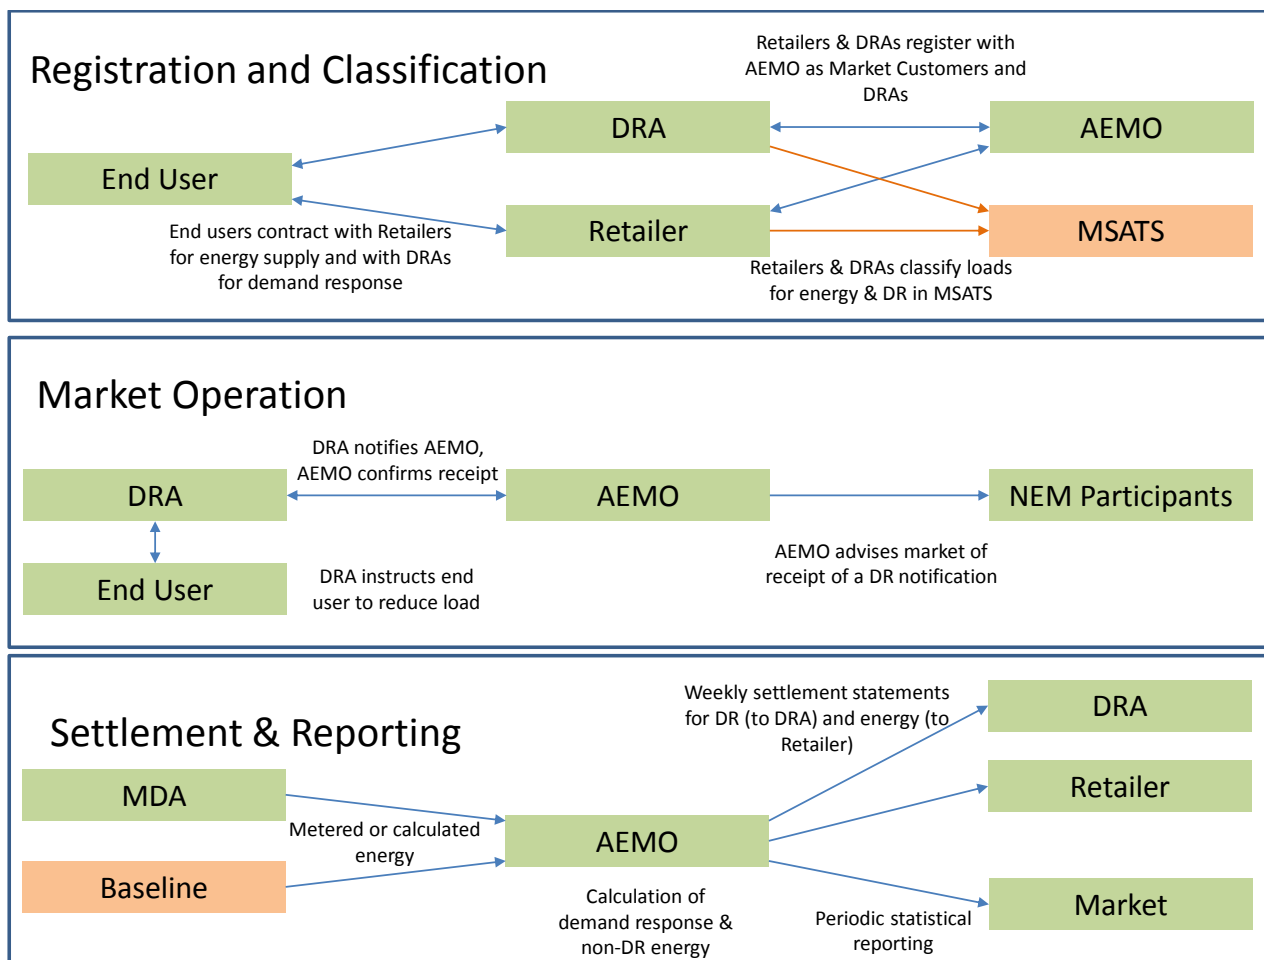 Registration and Classification
Retailers & DRAs register with
AEMO as Market Customers and
DRAs
DRA
AEMO
End User
Retailer
MSATS
End users contract with Retailers
for energy supply and with DRAs
for demand response
Retailers & DRAs classify loads
for energy & DR in MSATS
Market Operation
DRA notifies AEMO,
AEMO confirms receipt
DRA
AEMO
NEM Participants
End User
DRA instructs end
user to reduce load
AEMO advises market of
receipt of a DR notification
Settlement & Reporting
Weekly settlement statements
for DR (to DRA) and energy (to
Retailer)
DRA
MDA
Retailer
Metered or calculated
energy
AEMO
Baseline
Market
Calculation of
demand response &
non-DR energy
Periodic statistical
reporting